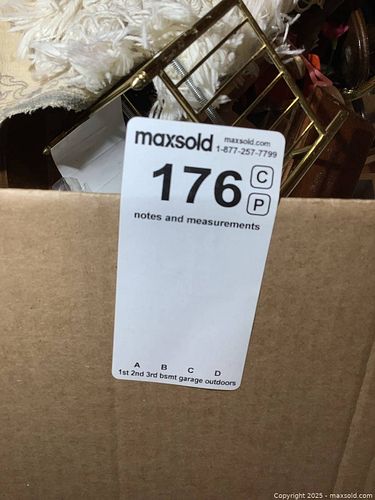 maxsold
maxsold.com
1-877-257-7799
176
C
P
notes and measurements
A B C D
1st 2nd 3rd bsmt garage outdoors
Copyright 2025 - maxsold.com